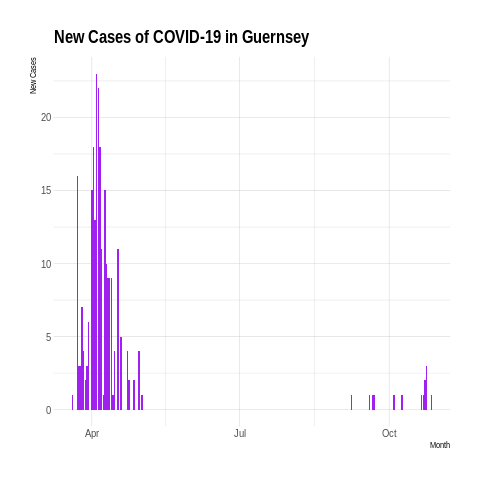 New Cases of COVID-19 in Guernsey
New Cases
20
15
10
5
0
Apr
Jul
Oct
Month